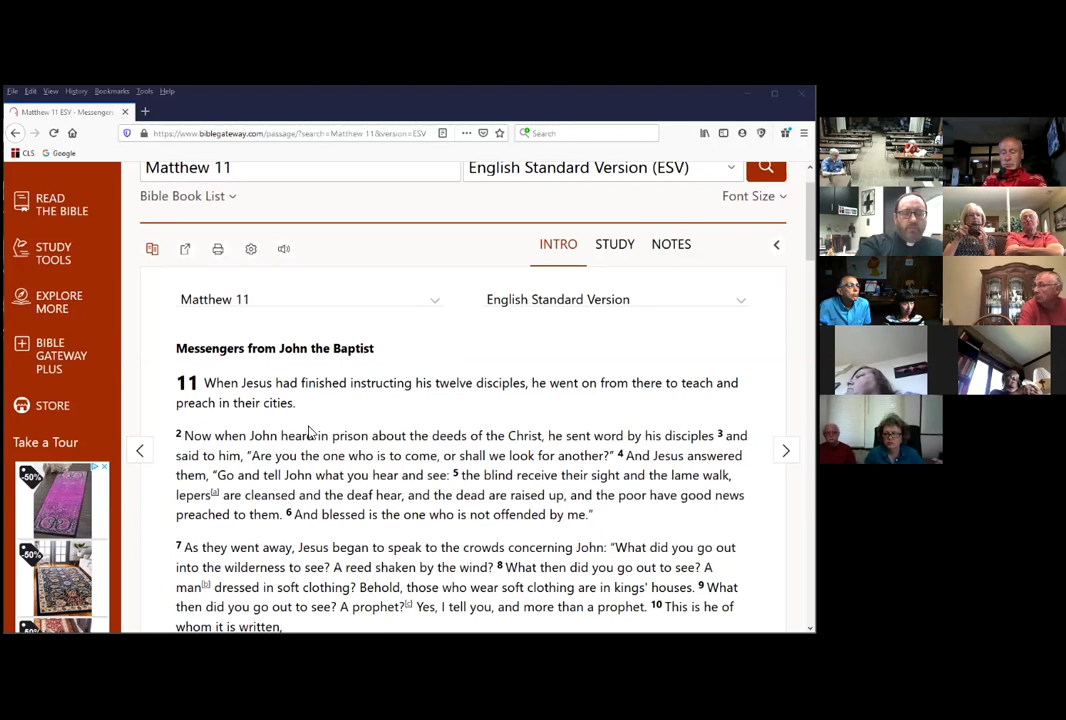 File Edit View History Bookmarks Tools Help
Matthew 11 ESV - Messenger
https://www.biblegateway.com/passage/?search=Matthew 11&version=ESV
Search
CLS Google
Matthew 11 English Standard Version (ESV)
Bible Book List Font Size
READ
THE BIBLE
STUDY
TOOLS
EXPLORE
MORE
BIBLE
GATEWAY
PLUS
STORE
Take a Tour
-50%
-50%
-50%
INTRO STUDY NOTES
Matthew 11 English Standard Version
Messengers from John the Baptist
11 When Jesus had finished instructing his twelve disciples, he went on from there to teach and
preach in their cities.
2 Now when John heard in prison about the deeds of the Christ, he sent word by his disciples 3 and
said to him, “Are you the one who is to come, or shall we look for another?” 4 And Jesus answered
them, “Go and tell John what you hear and see: 5 the blind receive their sight and the lame walk,
lepers[a] are cleansed and the deaf hear, and the dead are raised up, and the poor have good news
preached to them. 6 And blessed is the one who is not offended by me.”
7 As they went away, Jesus began to speak to the crowds concerning John: “What did you go out
into the wilderness to see? A reed shaken by the wind? 8 What then did you go out to see? A
man[b] dressed in soft clothing? Behold, those who wear soft clothing are in kings' houses. 9 What
then did you go out to see? A prophet?[c] Yes, I tell you, and more than a prophet. 10 This is he of
whom it is written,